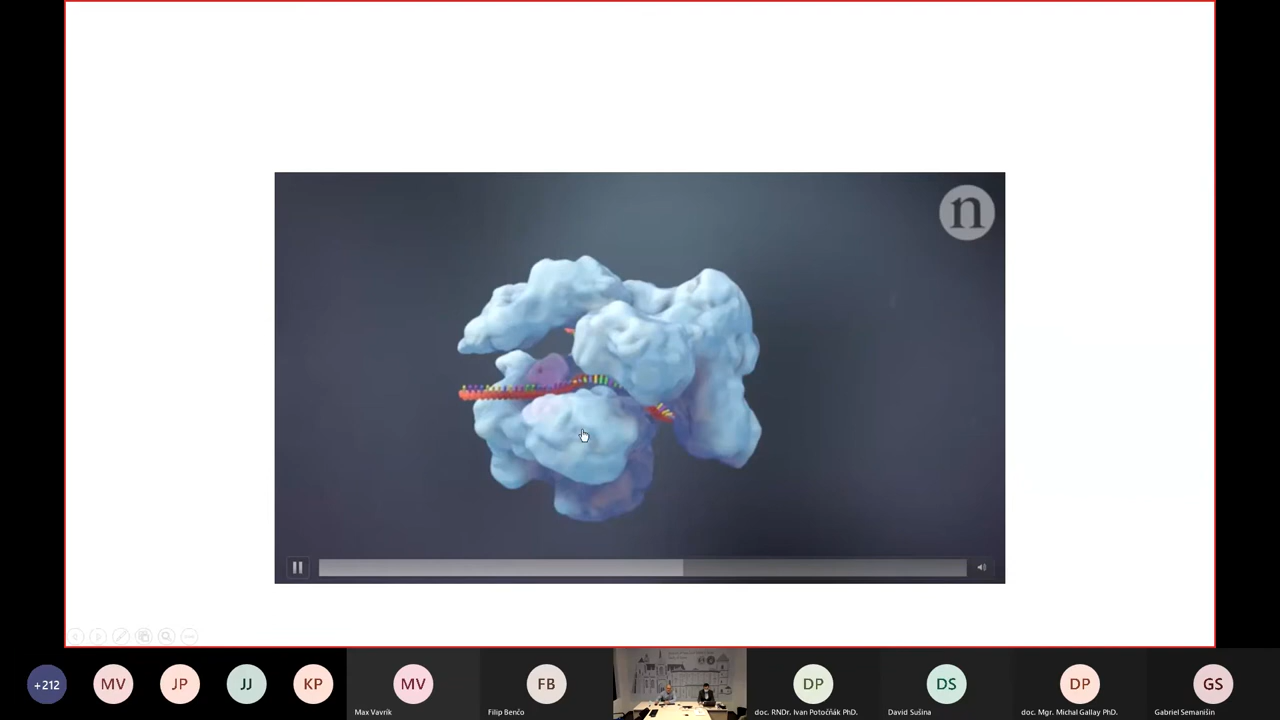 n
+212
MV
JP
JJ
KP
MV
Max Vavrík
FB
Filip Benčo
DP
doc. RNDr. Ivan Potočňák PhD.
DS
David Sušina
DP
doc. Mgr. Michal Gallay PhD.
GS
Gabriel Semanišin